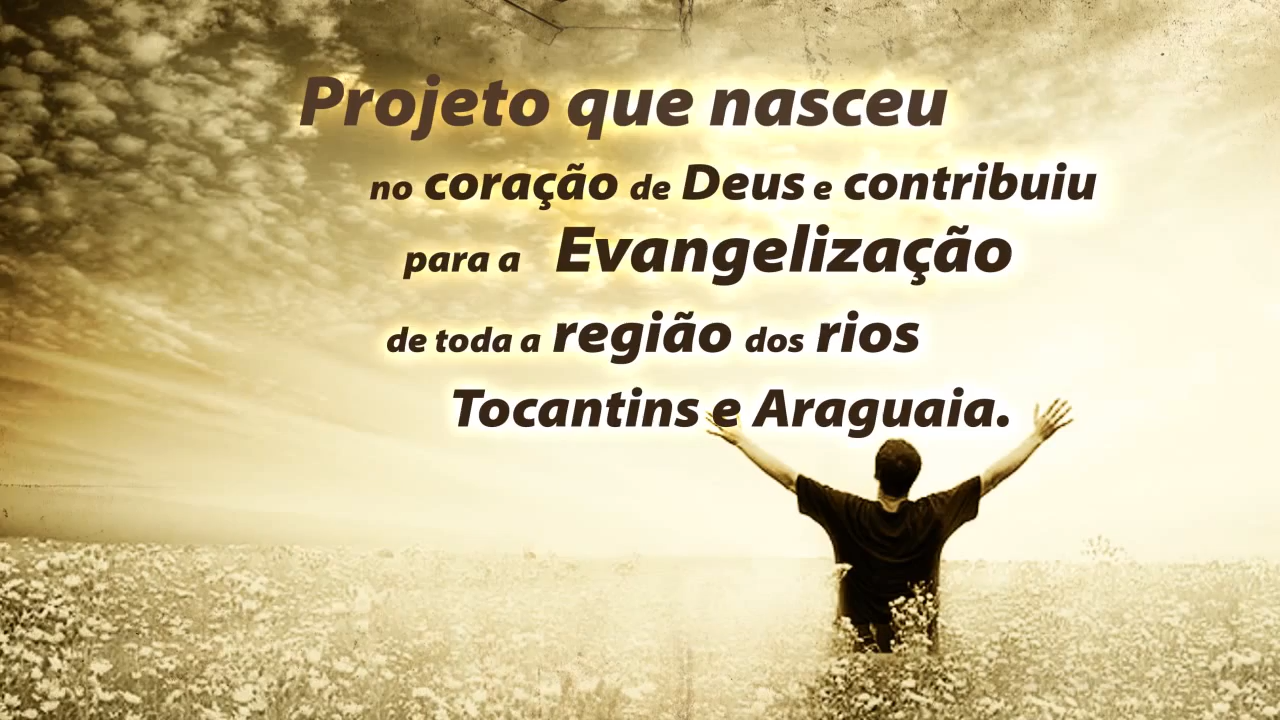 Projeto que nasceu
no coração de Deus e contribuiu
para a Evangelização
de toda a região dos rios
Tocantins e Araguaia.